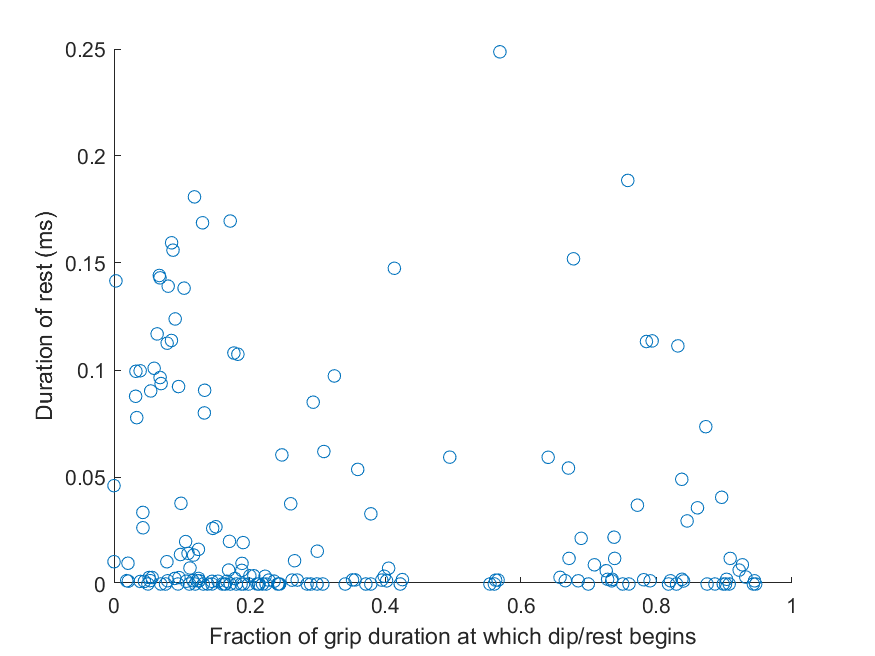 0.25
0.2
0.15
0.1
0.05
0
0 0.2 0.4 0.6 0.8 1
Duration of rest (ms)
Fraction of grip duration at which dip/rest begins